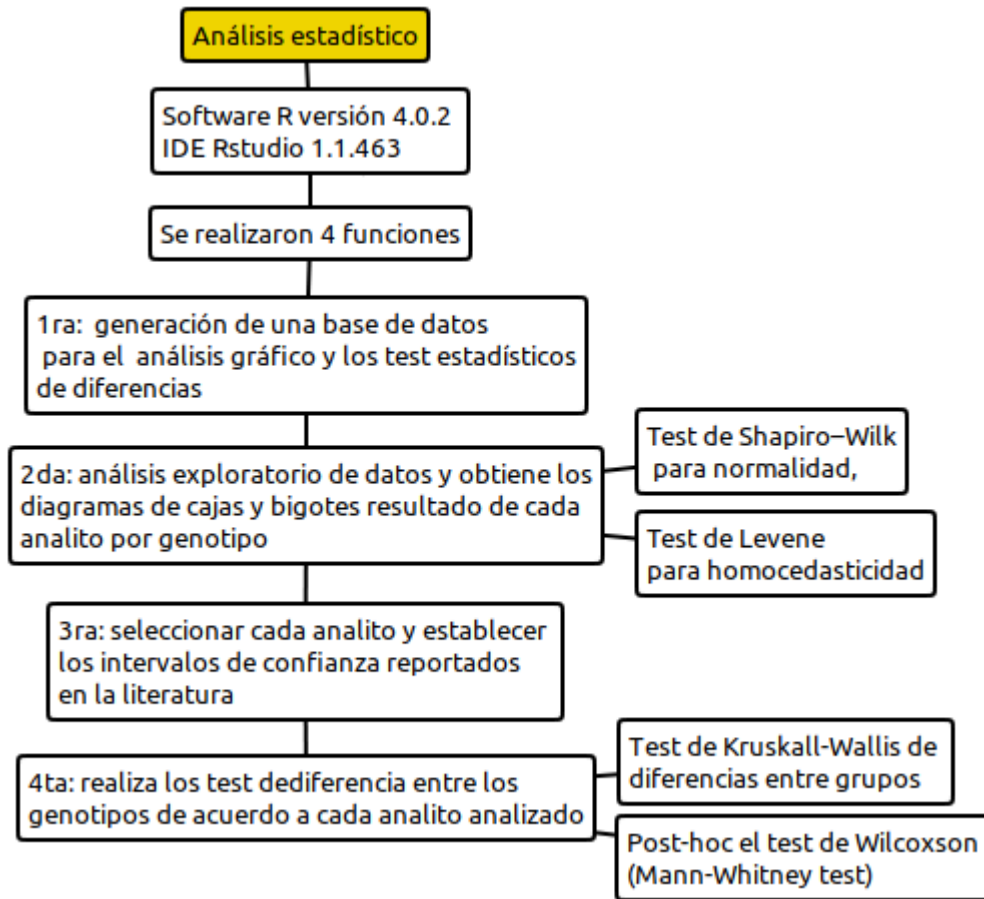 Análisis estadístico
Software R versión 4.0.2
IDE Rstudio 1.1.463
Se realizaron 4 funciones
1ra: generación de una base de datos
para el análisis gráfico y los test estadísticos
de diferencias
2da: análisis exploratorio de datos y obtiene los
diagramas de cajas y bigotes resultado de cada
analito por genotipo
Test de Shapiro–Wilk
para normalidad,
Test de Levene
para homocedasticidad
3ra: seleccionar cada analito y establecer
los intervalos de confianza reportados
en la literatura
4ta: realiza los test dediferencia entre los
genotipos de acuerdo a cada analito analizado
Test de Kruskall-Wallis de
diferencias entre grupos
Post-hoc el test de Wilcoxson
(Mann-Whitney test)